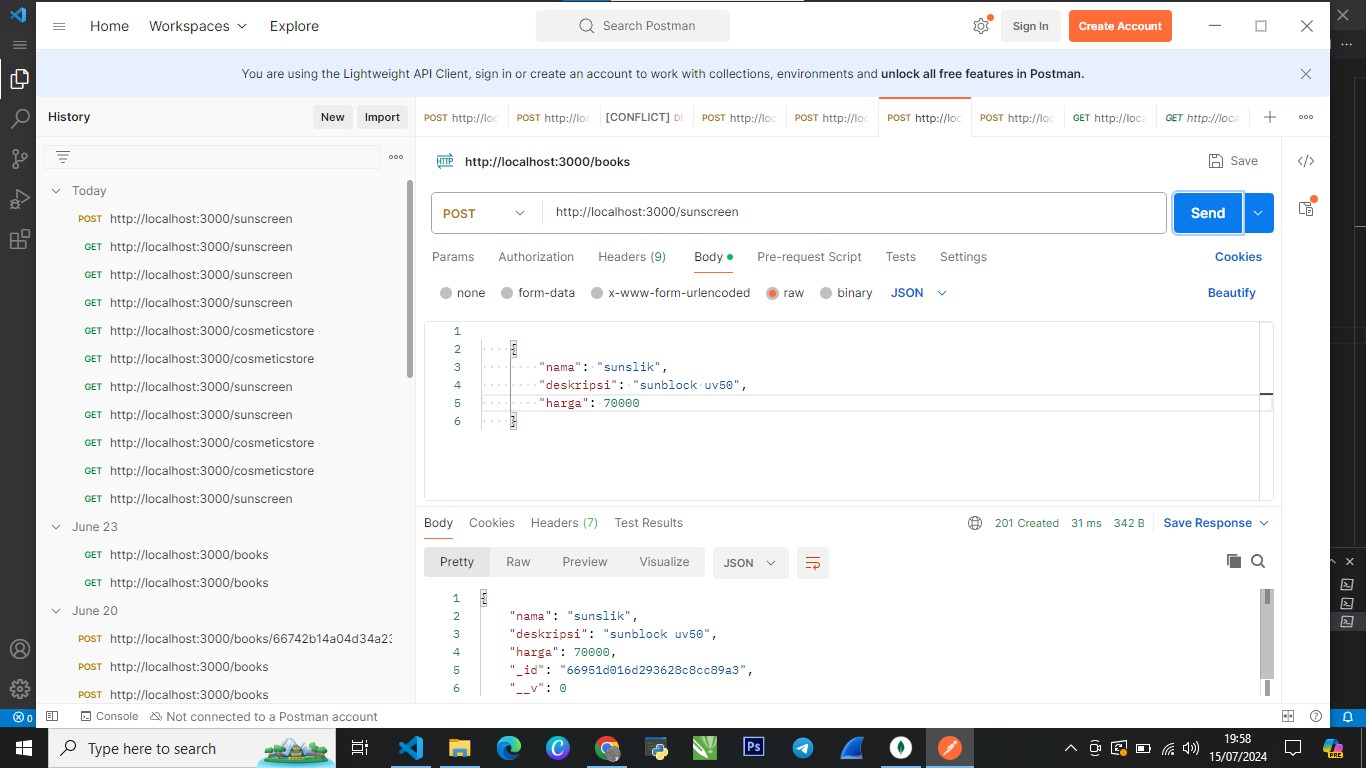 Home Workspaces Explore Search Postman Sign In Create Account
You are using the Lightweight API Client, sign in or create an account to work with collections, environments and unlock all free features in Postman.
History New Import
POST http://loc POST http://loc [CONFLICT] POST http://loc POST http://loc POST http://loc POST http://loc GET http://loca GET http://loca
HTTP http://localhost:3000/books Save
Today
POST http://localhost:3000/sunscreen
GET http://localhost:3000/sunscreen
GET http://localhost:3000/sunscreen
GET http://localhost:3000/sunscreen
GET http://localhost:3000/cosmeticstore
GET http://localhost:3000/cosmeticstore
GET http://localhost:3000/sunscreen
GET http://localhost:3000/sunscreen
GET http://localhost:3000/cosmeticstore
GET http://localhost:3000/cosmeticstore
GET http://localhost:3000/sunscreen
June 23
GET http://localhost:3000/books
GET http://localhost:3000/books
June 20
POST http://localhost:3000/books/66742b14a04d34a23
POST http://localhost:3000/books
POST http://localhost:3000/books
POST http://localhost:3000/sunscreen Send
Params Authorization Headers (9) Body Pre-request Script Tests Settings Cookies
none form-data x-www-form-urlencoded raw binary JSON Beautify
1
2 {
3 "nama": "sunslik",
4 "deskripsi": "sunblock uv50",
5 "harga": 70000
6 }
Body Cookies Headers (7) Test Results 201 Created 31 ms 342 B Save Response
Pretty Raw Preview Visualize JSON
1 {
2 "nama": "sunslik",
3 "deskripsi": "sunblock uv50",
4 "harga": 70000,
5 "_id": "66951d016d293628c8cc89a3",
6 "__v": 0
0 Console Not connected to a Postman account
Type here to search
C
Ps
19:58
15/07/2024
PRE